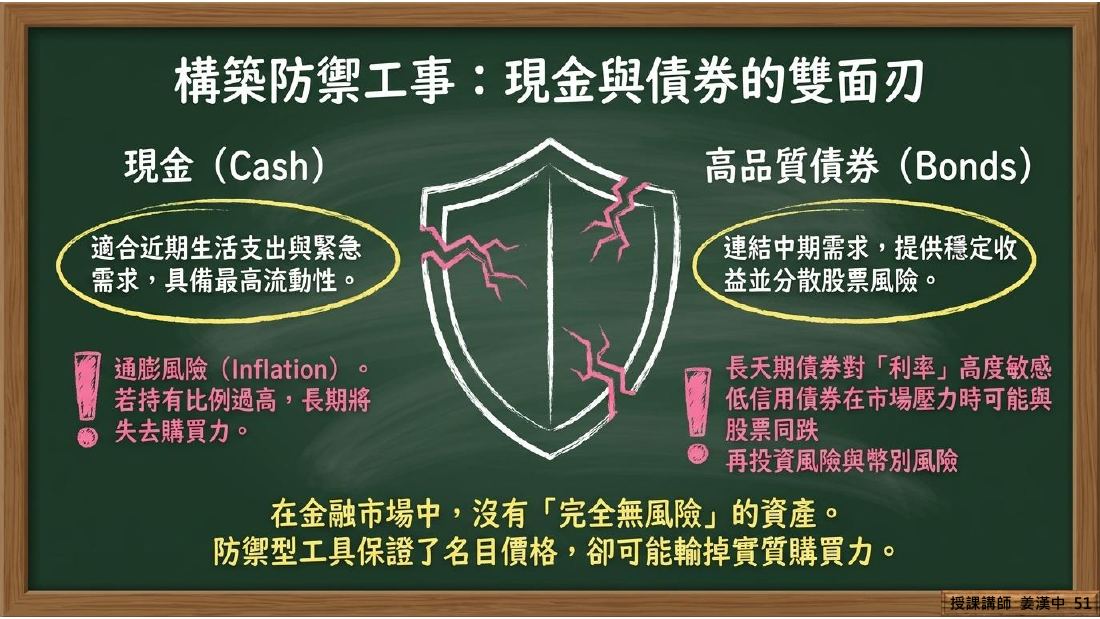 構築防禦工事：現金與債券的雙面刃
現金（Cash）
適合近期生活支出與緊急
需求，具備最高流動性。
通膨風險（Inflation）。
若持有比例過高，長期將
失去購買力。
高品質債券（Bonds）
連結中期需求，提供穩定收
益並分散股票風險。
長天期債券對「利率」高度敏感
低信用債券在市場壓力時可能與
股票同跌
再投資風險與幣別風險
在金融市場中，沒有「完全無風險」的資產。
防禦型工具保證了名目價格，卻可能輸掉實質購買力。
授課講師 姜漢中 51